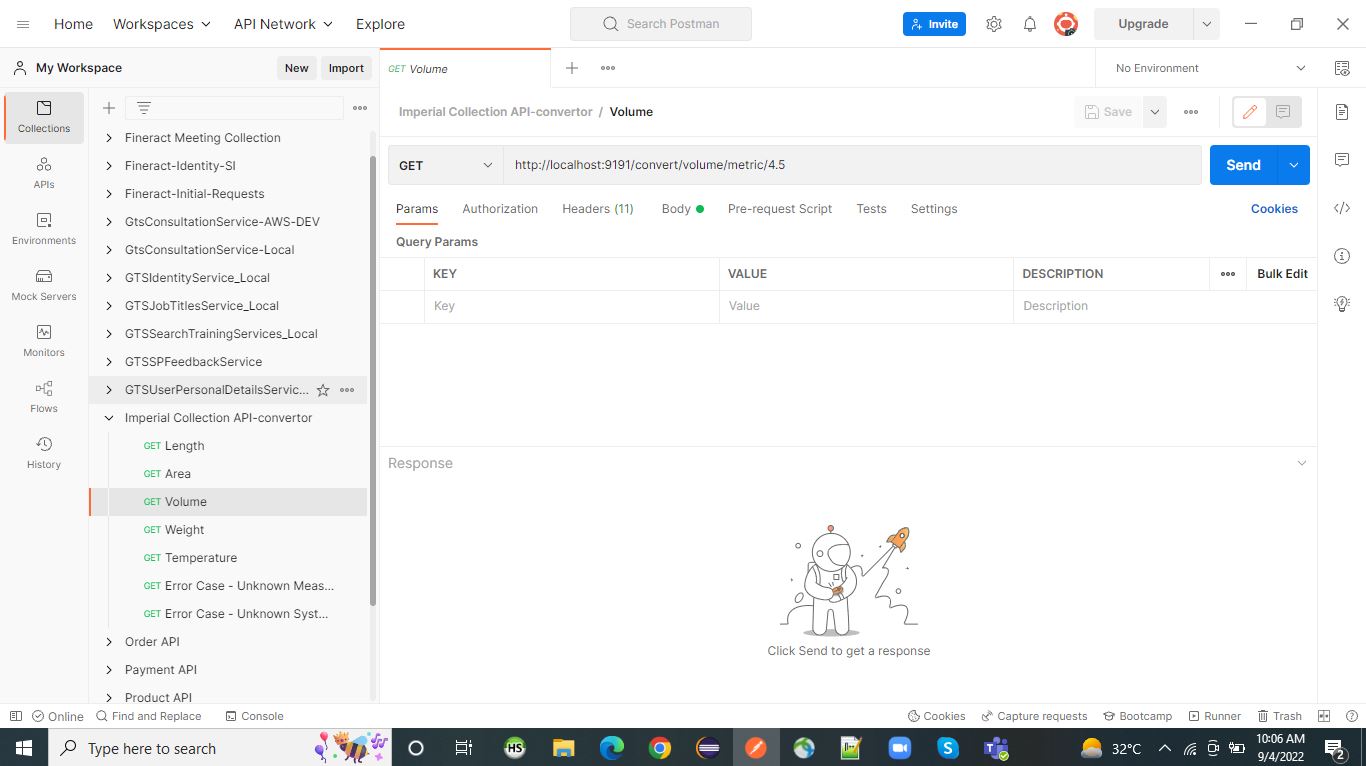 Home Workspaces API Network Explore Search Postman Invite Upgrade
My Workspace New Import
GET Volume No Environment
Collections
APIs
Environments
Mock Servers
Monitors
Flows
History
Fineract Meeting Collection
Fineract-Identity-SI
Fineract-Initial-Requests
GtsConsultationService-AWS-DEV
GtsConsultationService-Local
GTSIdentityService_Local
GTSJobTitlesService_Local
GTSSearchTrainingServices_Local
GTSSPFeedbackService
GTSUserPersonalDetailsServic...
Imperial Collection API-convertor
GET Length
GET Area
GET Volume
GET Weight
GET Temperature
GET Error Case - Unknown Meas...
GET Error Case - Unknown Syst...
Order API
Payment API
Product API
Imperial Collection API-convertor / Volume Save
GET http://localhost:9191/convert/volume/metric/4.5 Send
Params Authorization Headers (11) Body Pre-request Script Tests Settings Cookies
Query Params
KEY VALUE DESCRIPTION Bulk Edit
Key Value Description
Response
Click Send to get a response
Online Find and Replace Console Cookies Capture requests Bootcamp Runner Trash
Type here to search HS 32°C 10:06 AM
9/4/2022 2